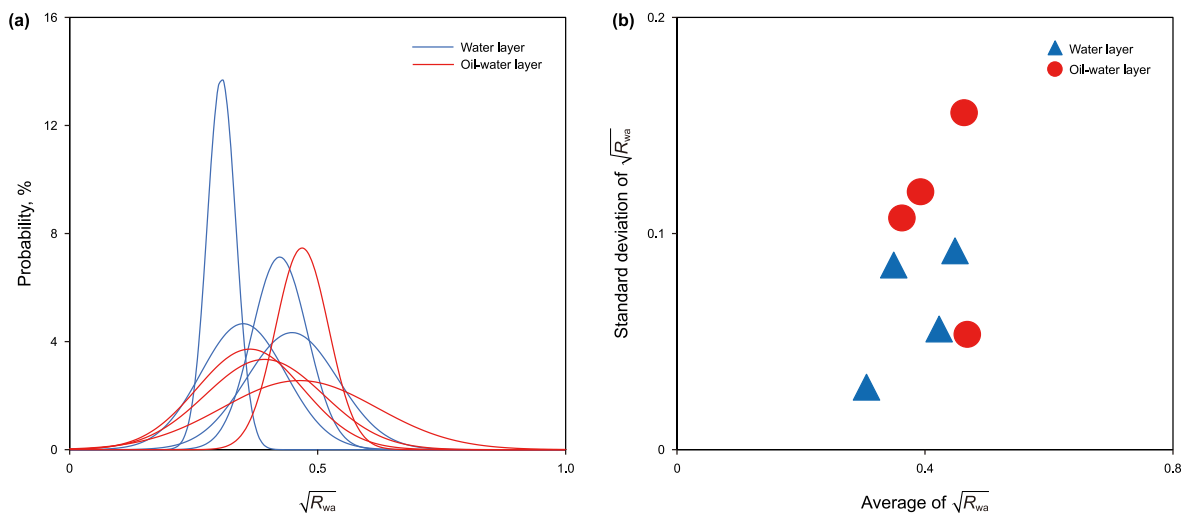 (a)
16
12
8
4
0
Probability, %
Water layer
Oil-water layer
0
0.5
1.0
√Rwa
(b)
0.2
0.1
0
Standard deviation of √Rwa
Water layer
Oil-water layer
0
0.4
0.8
Average of √Rwa